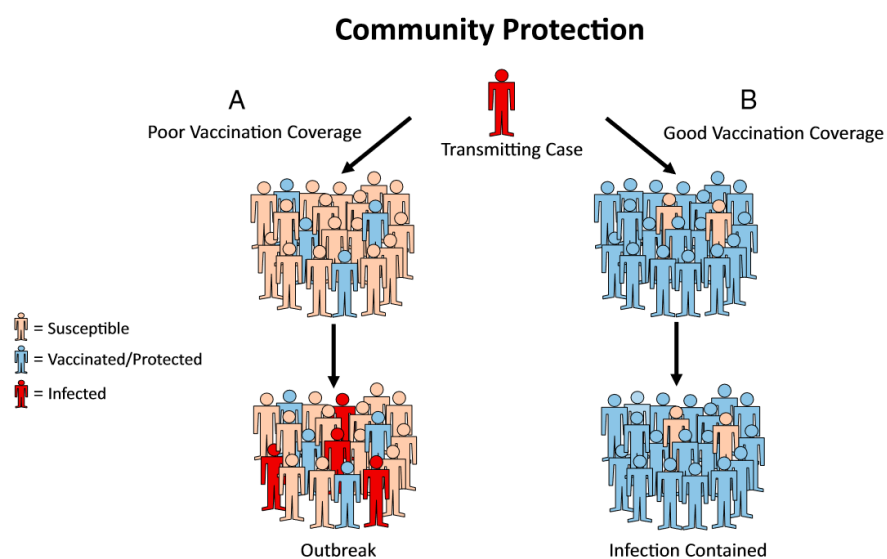 Community Protection
A
Poor Vaccination Coverage
Transmitting Case
B
Good Vaccination Coverage
= Susceptible
= Vaccinated/Protected
= Infected
Outbreak
Infection Contained